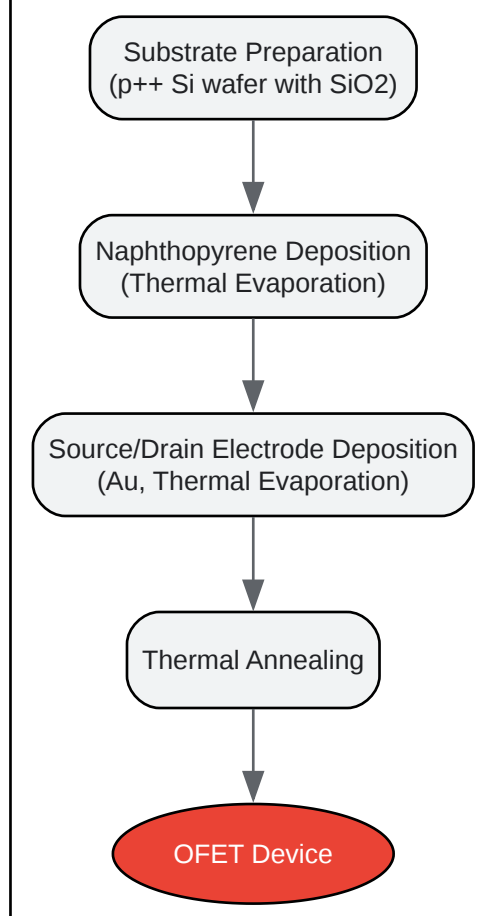 Substrate Preparation
(p++ Si wafer with SiO2)
Naphthopyrene Deposition
(Thermal Evaporation)
Source/Drain Electrode Deposition
(Au, Thermal Evaporation)
Thermal Annealing
OFET Device